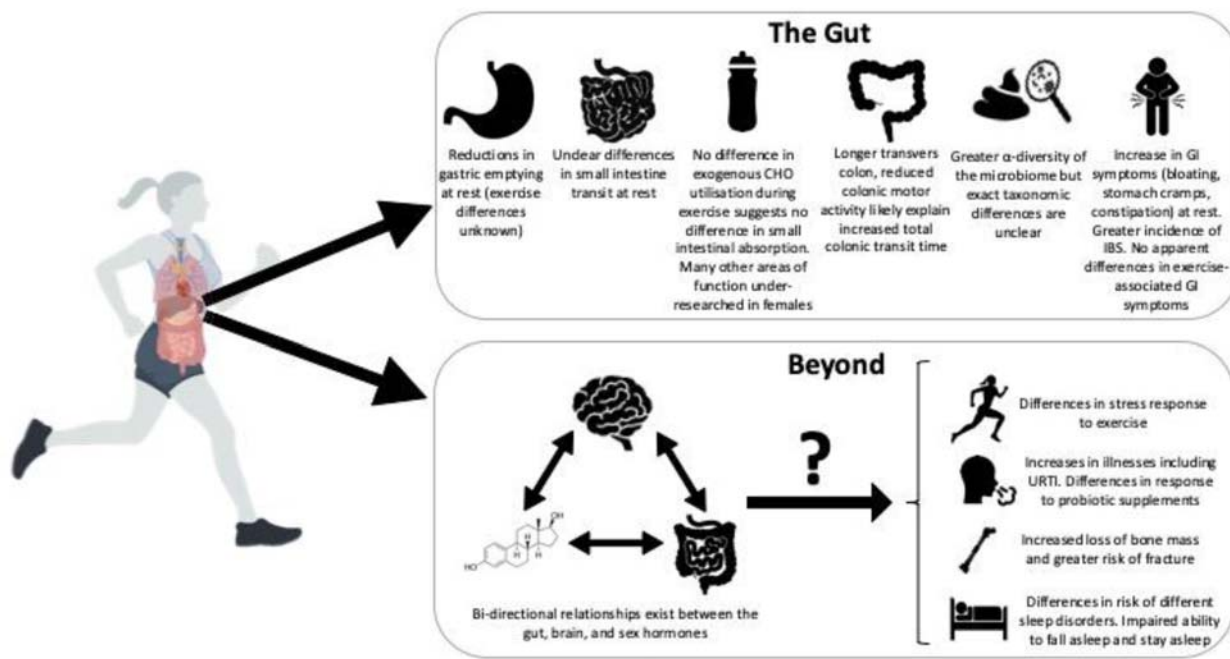 The Gut
Reductions in
gastric emptying
at rest (exercise
differences
unknown)
Unclear differences
in small intestine
transit at rest
No difference in
exogenous CHO
utilisation during
exercise suggests no
difference in small
intestinal absorption.
Many other areas of
function under-
researched in females
Longer transvers
colon, reduced
colonic motor
activity likely explain
increased total
colonic transit time
Greater α-diversity of
the microbiome but
exact taxonomic
differences are
unclear
Increase in GI
symptoms (bloating,
stomach cramps,
constipation) at rest.
Greater incidence of
IBS. No apparent
differences in exercise-
associated GI
symptoms
Beyond
OH
H
H
H
HO
Bi-directional relationships exist between the
gut, brain, and sex hormones
?
Differences in stress response
to exercise
Increases in illnesses including
URTI. Differences in response
to probiotic supplements
Increased loss of bone mass
and greater risk of fracture
Differences in risk of different
sleep disorders. Impaired ability
to fall asleep and stay asleep